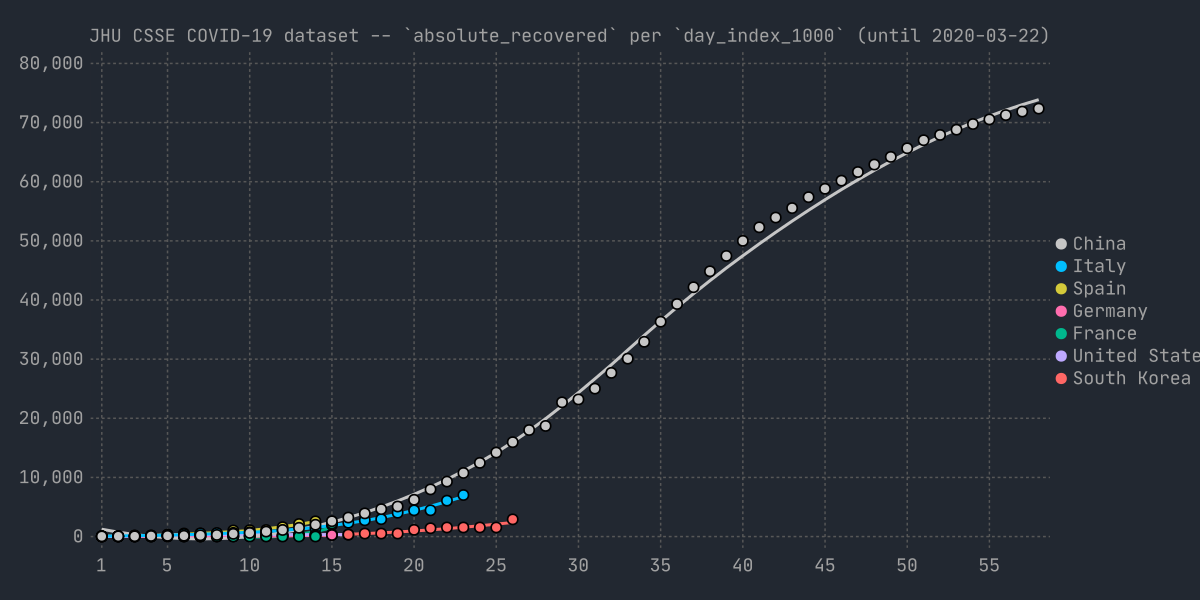 JHU CSSE COVID-19 dataset -- `absolute_recovered` per `day_index_1000` (until 2020-03-22)
80,000
70,000
60,000
50,000
40,000
30,000
20,000
10,000
0
1 5 10 15 20 25 30 35 40 45 50 55
China
Italy
Spain
Germany
France
United State
South Korea